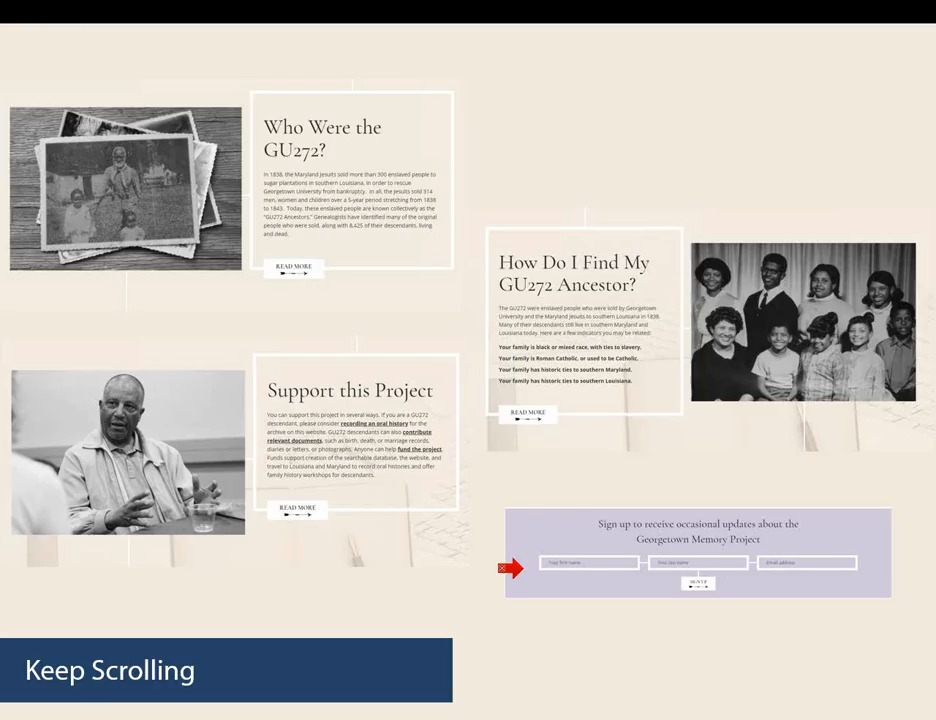 Who Were the
GU272?
In 1838, the Maryland Jesuits sold more than 300 enslaved people to
sugar plantations in southern Louisiana, in order to rescue
Georgetown University from bankruptcy. In all, the Jesuits sold 314
men, women and children over a 5-year period stretching from 1838
to 1843. Today, these enslaved people are known collectively as the
"GU272 Ancestors." Genealogists have identified many of the original
people who were sold, along with 8,425 of their descendants, living
and dead.
READ MORE
How Do I Find My
GU272 Ancestor?
The GU272 were enslaved people who were sold by Georgetown
University and the Maryland Jesuits to southern Louisiana in 1838.
Many of their descendants still live in southern Maryland and
Louisiana today. Here are a few indicators you may be related:
Your family is black or mixed race, with ties to slavery.
Your family is Roman Catholic, or used to be Catholic.
Your family has historic ties to southern Maryland.
Your family has historic ties to southern Louisiana.
READ MORE
Support this Project
You can support this project in several ways. If you are a GU272
descendant, please consider recording an oral history for the
archive on this website. GU272 descendants can also contribute
relevant documents, such as birth, death, or marriage records,
diaries or letters, or photographs. Anyone can help fund the project.
Funds support creation of the searchable database, the website, and
travel to Louisiana and Maryland to record oral histories and offer
family history workshops for descendants.
READ MORE
Sign up to receive occasional updates about the
Georgetown Memory Project
Your first name
Your last name
Email address
SIGN UP
Keep Scrolling